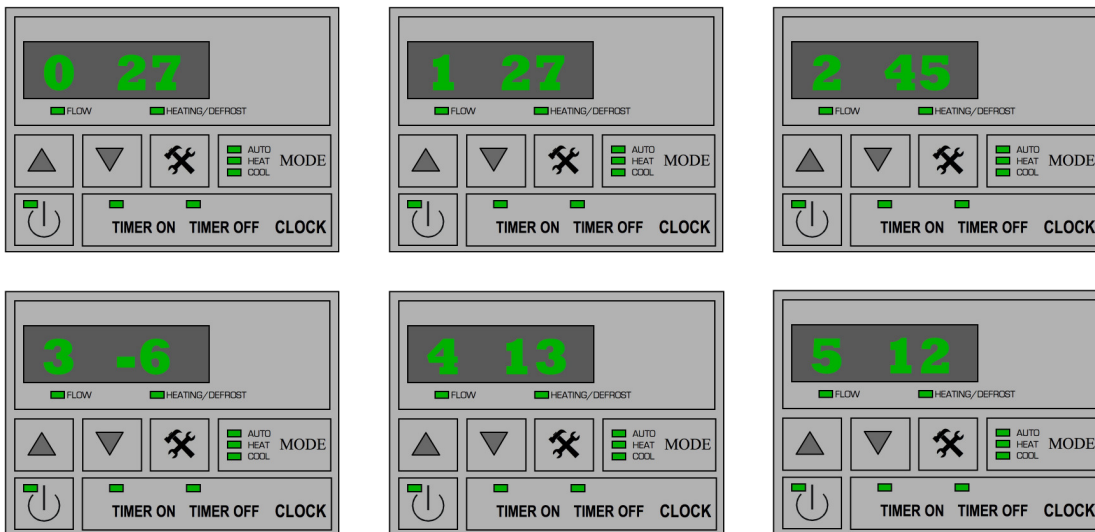 0 27
FLOW HEATING/DEFROST
AUTO
HEAT MODE
COOL
TIMER ON TIMER OFF CLOCK
1 27
FLOW HEATING/DEFROST
AUTO
HEAT MODE
COOL
TIMER ON TIMER OFF CLOCK
2 45
FLOW HEATING/DEFROST
AUTO
HEAT MODE
COOL
TIMER ON TIMER OFF CLOCK
3 -6
FLOW HEATING/DEFROST
AUTO
HEAT MODE
COOL
TIMER ON TIMER OFF CLOCK
4 13
FLOW HEATING/DEFROST
AUTO
HEAT MODE
COOL
TIMER ON TIMER OFF CLOCK
5 12
FLOW HEATING/DEFROST
AUTO
HEAT MODE
COOL
TIMER ON TIMER OFF CLOCK